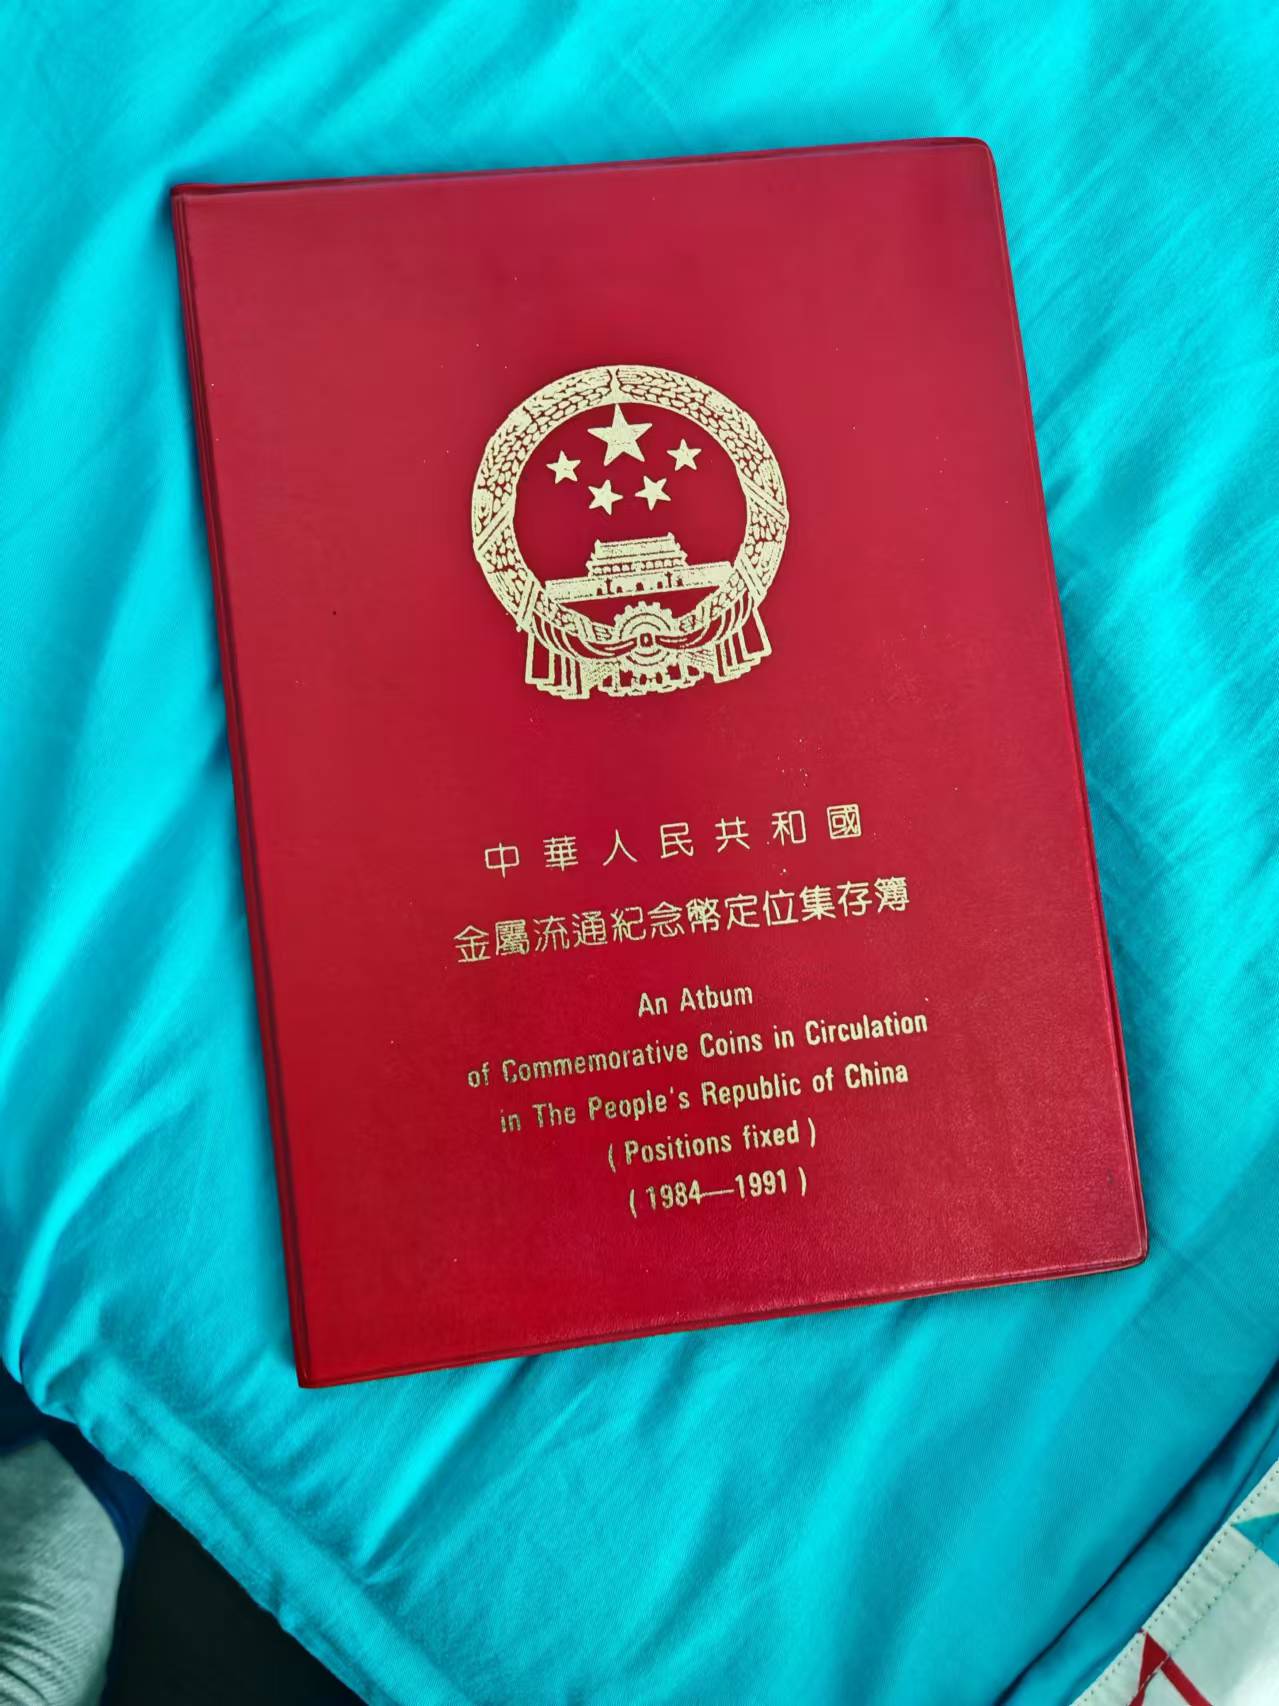 中華人民共和國
金屬流通紀念幣定位集存簿
An Atbum
of Commemorative Coins in Circulation
in The People's Republic of China
(Positions fixed)
(1984—1991)